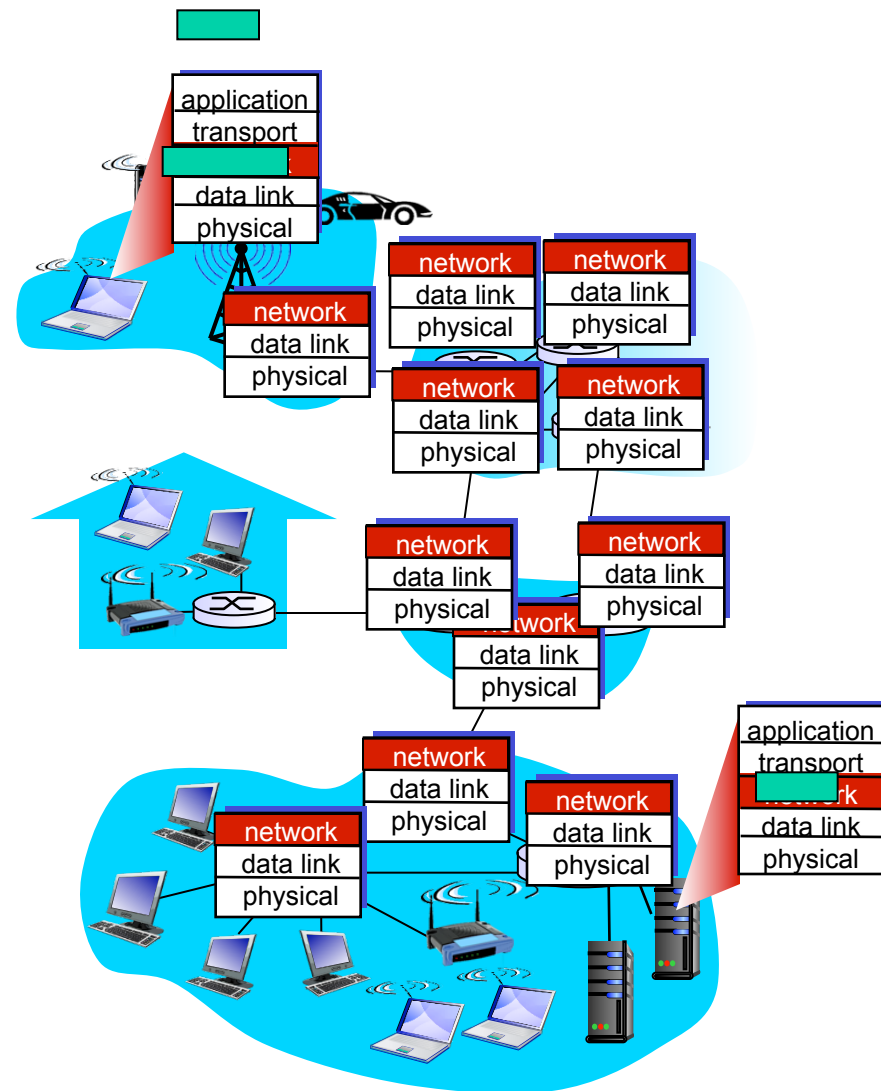 application
transport
data link
physical
network
data link
physical
network
data link
physical
network
data link
physical
network
data link
physical
network
data link
physical
network
data link
physical
network
data link
physical
network
data link
physical
application
transport
network
data link
physical
network
data link
physical
network
data link
physical
network
data link
physical